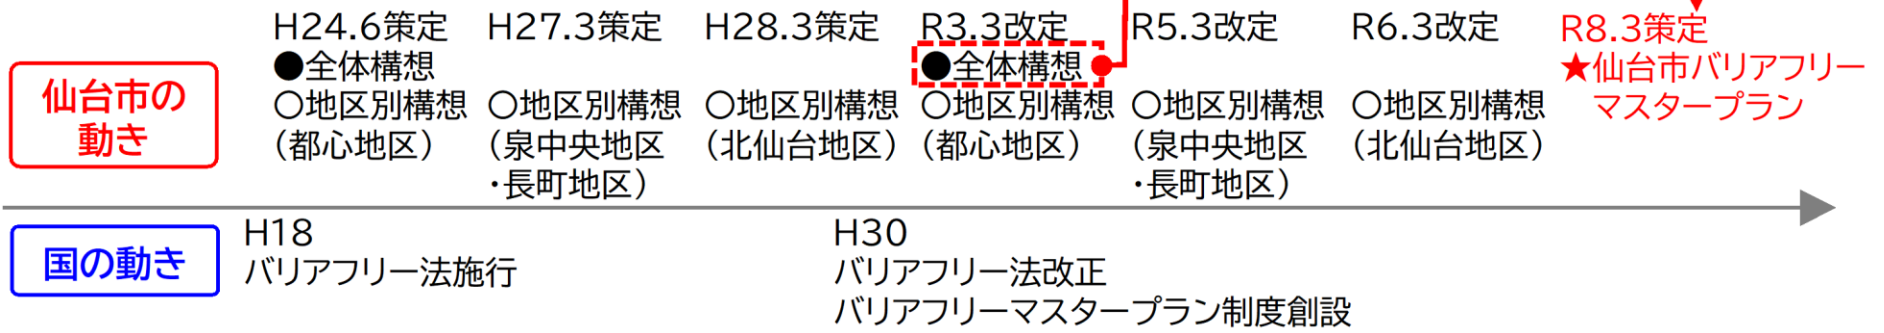 仙台市の
動き
H24.6策定
●全体構想
○地区別構想
(都心地区)
H27.3策定
○地区別構想
(泉中央地区
・長町地区)
H28.3策定
○地区別構想
(北仙台地区)
R3.3改定
●全体構想
○地区別構想
(都心地区)
R5.3改定
○地区別構想
(泉中央地区
・長町地区)
R6.3改定
○地区別構想
(北仙台地区)
R8.3策定
★仙台市バリアフリー
マスタープラン
国の動き
H18
バリアフリー法施行
H30
バリアフリー法改正
バリアフリーマスタープラン制度創設